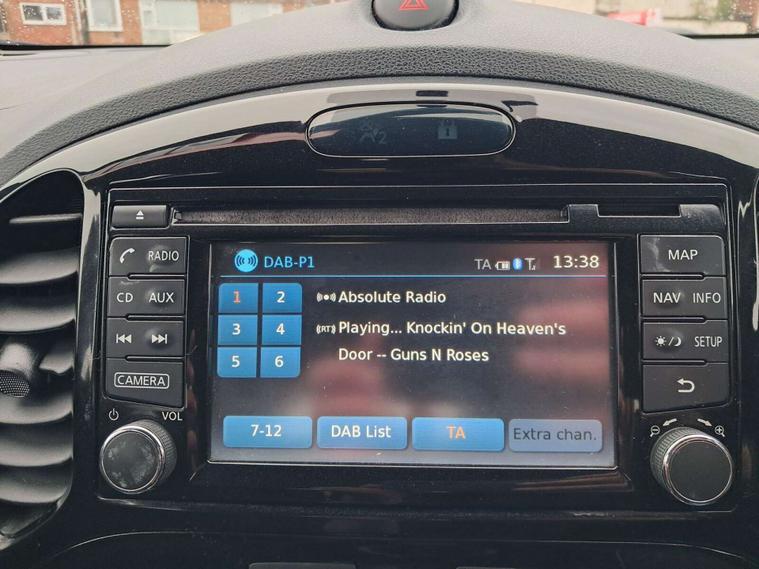 2
RADIO
CD AUX
CAMERA
VOL
DAB-P1
TA
13:38
1 2
3 4
5 6
Absolute Radio
(RT) Playing... Knockin' On Heaven's
Door -- Guns N Roses
7-12
DAB List
TA
Extra chan.
MAP
NAV INFO
SETUP